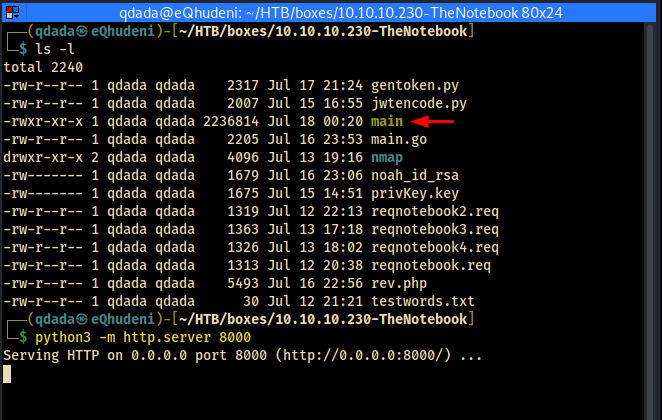 qdada@eQhudeni: ~/HTB/boxes/10.10.10.230-TheNotebook 80x24
┌──(qdada㉿eQhudeni)-[~/HTB/boxes/10.10.10.230-TheNotebook]
└─$ ls -l
total 2240
-rw-r--r-- 1 qdada qdada    2317 Jul 17 21:24 gentoken.py
-rw-r--r-- 1 qdada qdada    2007 Jul 15 16:55 jwtencode.py
-rwxr-xr-x 1 qdada qdada 2236814 Jul 18 00:20 main
-rw-r--r-- 1 qdada qdada    2205 Jul 16 23:53 main.go
drwxr-xr-x 2 qdada qdada    4096 Jul 13 19:16 nmap
-rw------- 1 qdada qdada    1679 Jul 16 23:06 noah_id_rsa
-rw------- 1 qdada qdada    1675 Jul 15 14:51 privKey.key
-rw-r--r-- 1 qdada qdada    1319 Jul 12 22:13 reqnotebook2.req
-rw-r--r-- 1 qdada qdada    1363 Jul 13 17:18 reqnotebook3.req
-rw-r--r-- 1 qdada qdada    1326 Jul 13 18:02 reqnotebook4.req
-rw-r--r-- 1 qdada qdada    1313 Jul 12 20:38 reqnotebook.req
-rw-r--r-- 1 qdada qdada    5493 Jul 16 22:56 rev.php
-rw-r--r-- 1 qdada qdada      30 Jul 12 21:21 testwords.txt
┌──(qdada㉿eQhudeni)-[~/HTB/boxes/10.10.10.230-TheNotebook]
└─$ python3 -m http.server 8000
Serving HTTP on 0.0.0.0 port 8000 (http://0.0.0.0:8000/) ...